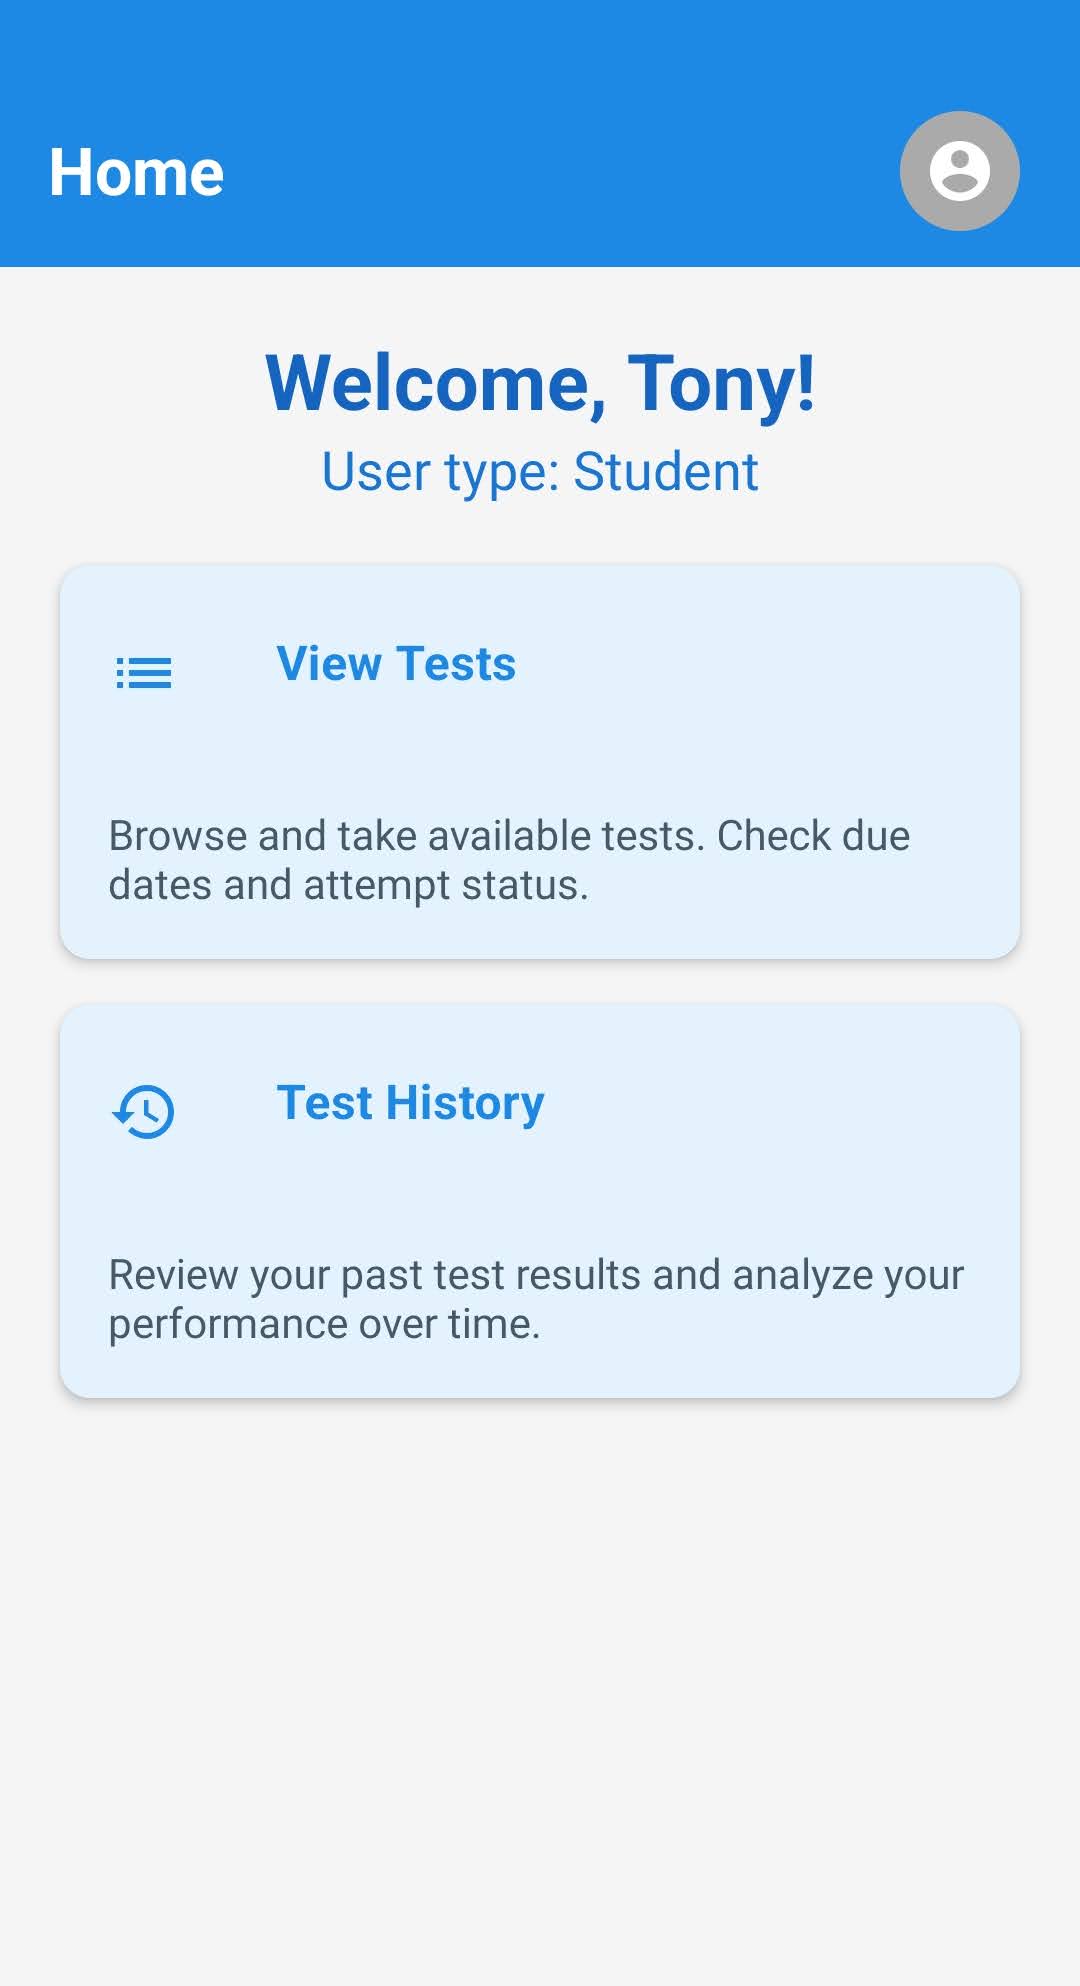 Home
Welcome, Tony!
User type: Student
View Tests
Browse and take available tests. Check due
dates and attempt status.
Test History
Review your past test results and analyze your
performance over time.